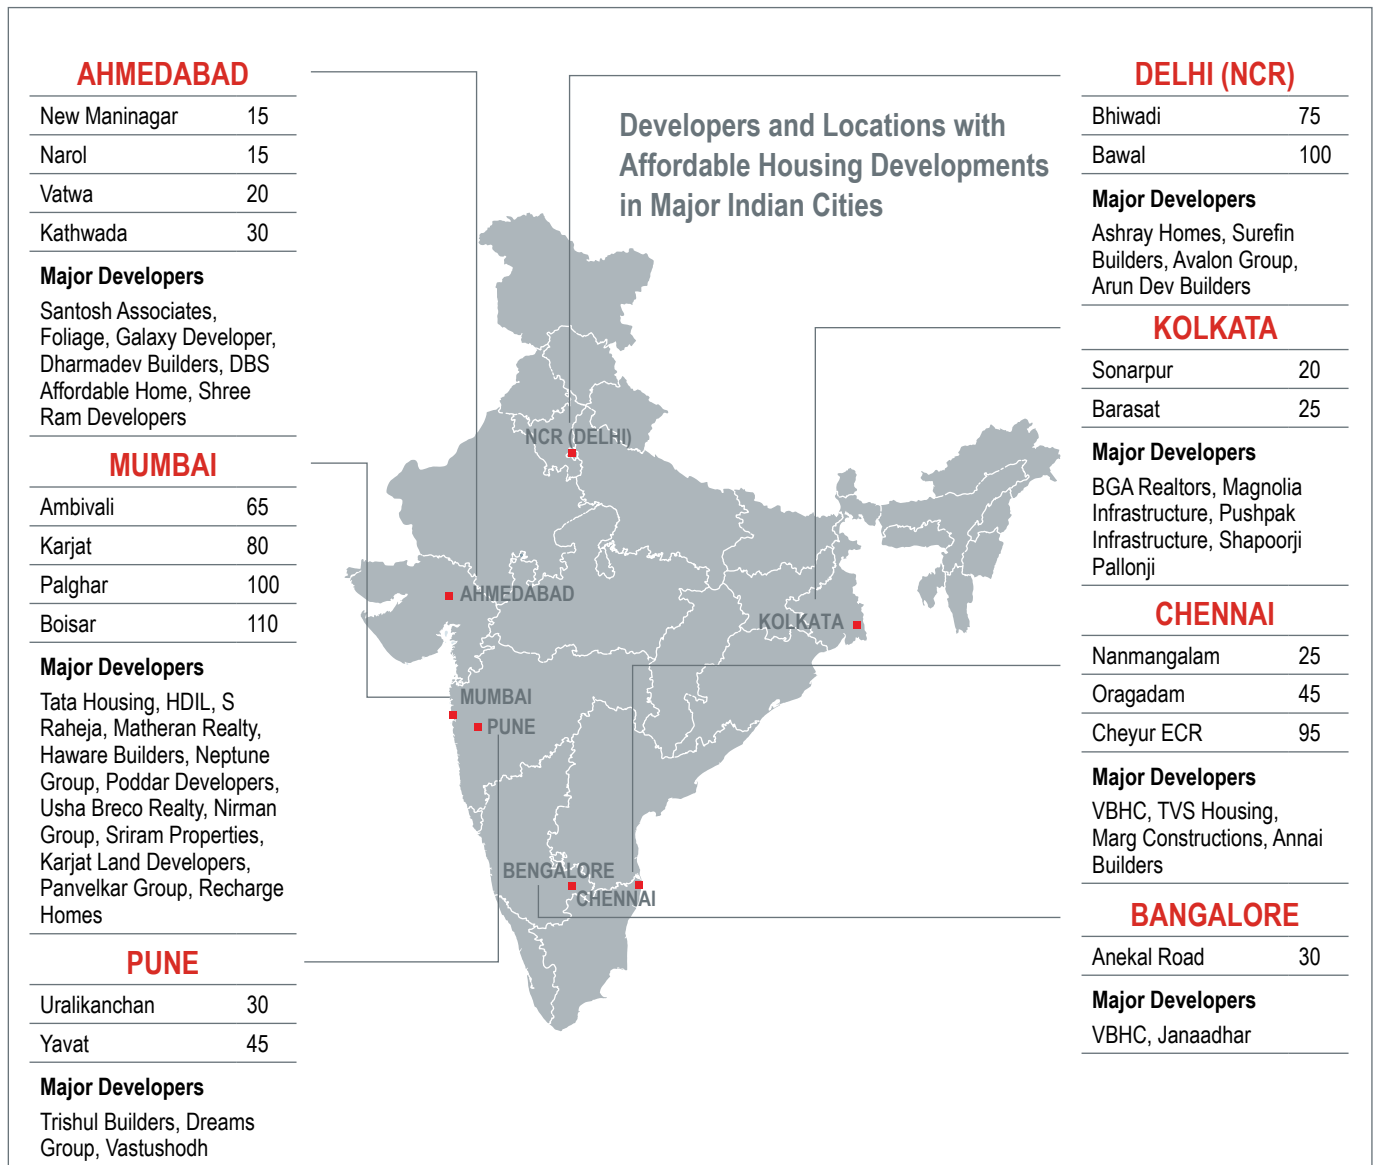 AHMEDABAD
New Maninagar 15
Narol 15
Vatwa 20
Kathwada 30
Major Developers
Santosh Associates,
Foliage, Galaxy Developer,
Dharmadev Builders, DBS
Affordable Home, Shree
Ram Developers
MUMBAI
Ambivali 65
Karjat 80
Palghar 100
Boisar 110
Major Developers
Tata Housing, HDIL, S
Raheja, Matheran Realty,
Haware Builders, Neptune
Group, Poddar Developers,
Usha Breco Realty, Nirman
Group, Sriram Properties,
Karjat Land Developers,
Panvelkar Group, Recharge
Homes
PUNE
Uralikanchan 30
Yavat 45
Major Developers
Trishul Builders, Dreams
Group, Vastushodh
Developers and Locations with
Affordable Housing Developments
in Major Indian Cities
NCR (DELHI)
AHMEDABAD
KOLKATA
MUMBAI
PUNE
BENGALORE
CHENNAI
DELHI (NCR)
Bhiwadi 75
Bawal 100
Major Developers
Ashray Homes, Surefin
Builders, Avalon Group,
Arun Dev Builders
KOLKATA
Sonarpur 20
Barasat 25
Major Developers
BGA Realtors, Magnolia
Infrastructure, Pushpak
Infrastructure, Shapoorji
Pallonji
CHENNAI
Nanmangalam 25
Oragadam 45
Cheyur ECR 95
Major Developers
VBHC, TVS Housing,
Marg Constructions, Annai
Builders
BANGALORE
Anekal Road 30
Major Developers
VBHC, Janaadhar